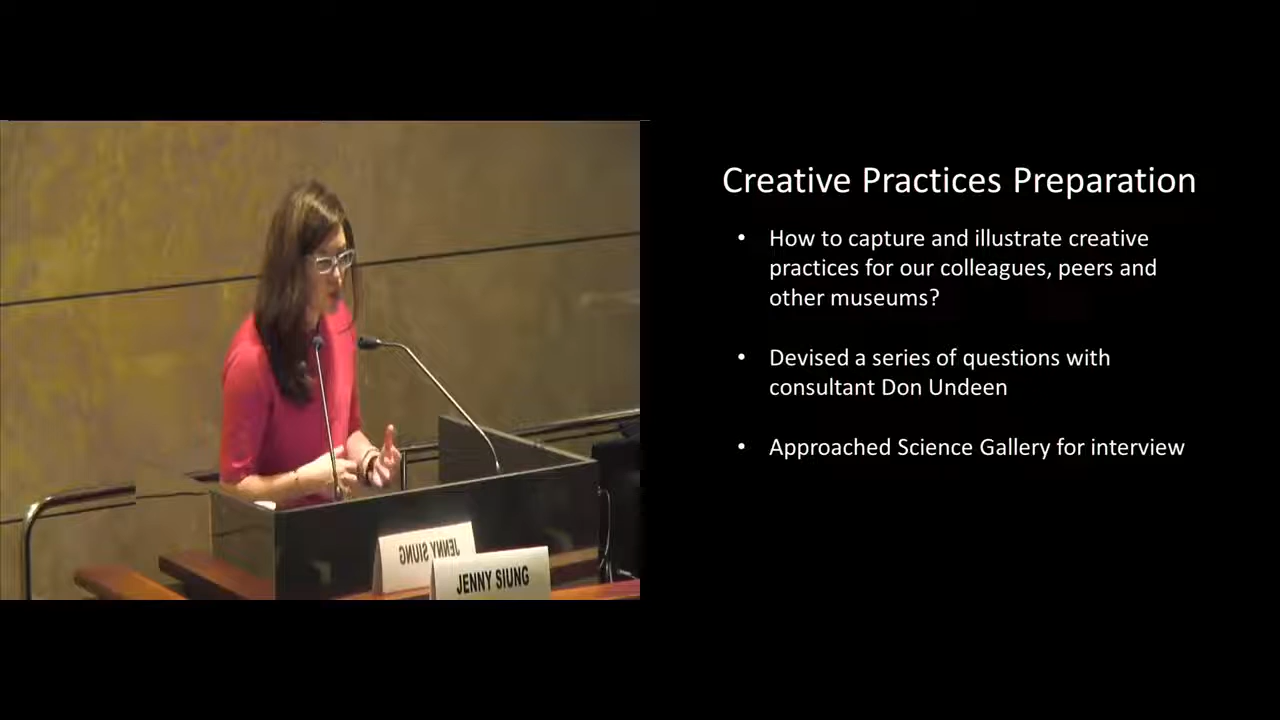 Creative Practices Preparation
• How to capture and illustrate creative
practices for our colleagues, peers and
other museums?
• Devised a series of questions with
consultant Don Undeen
• Approached Science Gallery for interview
JENNY SIUNG
JENNY SIUNG